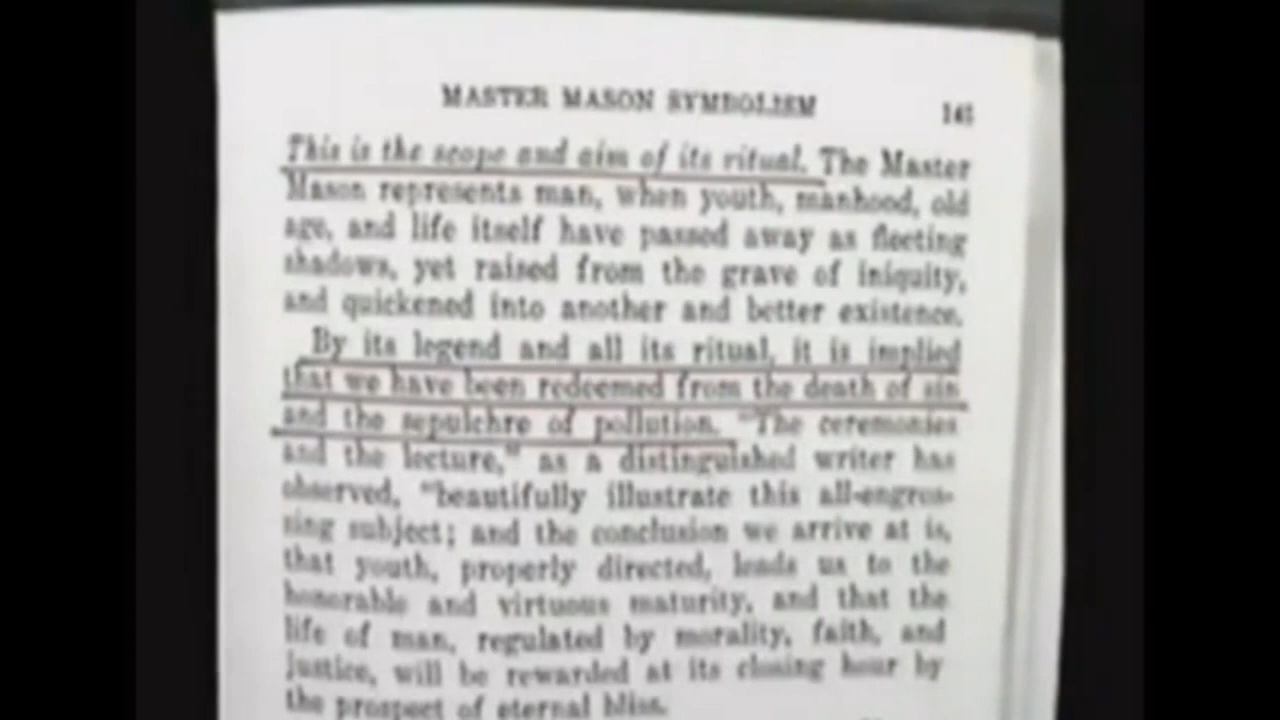 MASTER MASON SYMBOLISM 141
This is the scope and aim of its ritual. The Master
Mason represents man, when youth, manhood, old
age, and life itself have passed away as fleeting
shadows, yet raised from the grave of iniquity,
and quickened into another and better existence.
By its legend and all its ritual, it is implied
that we have been redeemed from the death of sin
and the sepulchre of pollution. "The ceremonies
and the lecture," as a distinguished writer has
observed, "beautifully illustrate this all-engros-
sing subject; and the conclusion we arrive at is,
that youth, properly directed, leads us to the
honorable and virtuous maturity, and that the
life of man, regulated by morality, faith, and
justice, will be rewarded at its closing hour by
the prospect of eternal bliss.